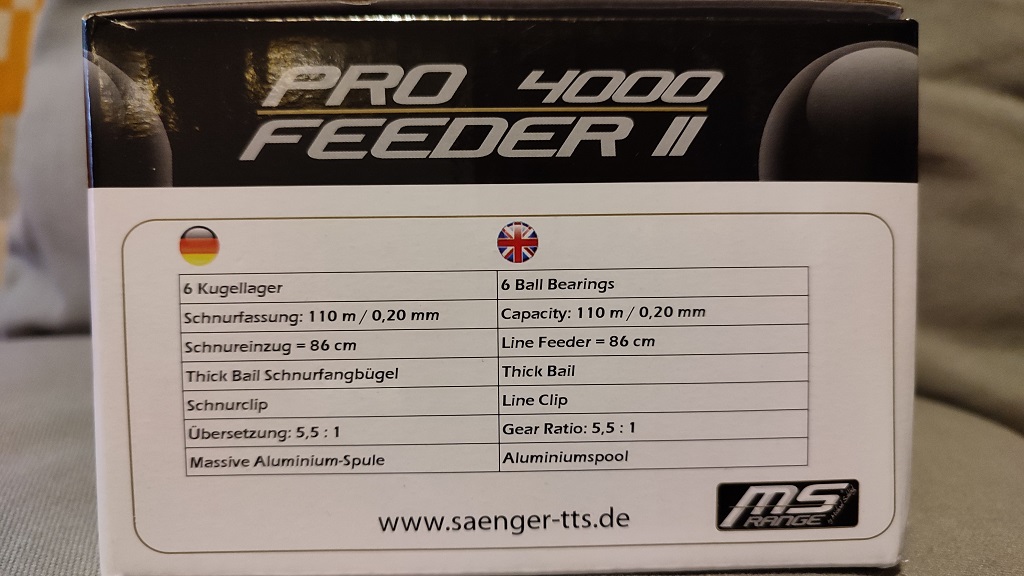 PRO 4000
FEEDER II
6 Kugellager 6 Ball Bearings
Schnurfassung: 110 m / 0,20 mm Capacity: 110 m / 0,20 mm
Schnureinzug = 86 cm Line Feeder = 86 cm
Thick Bail Schnurfangbügel Thick Bail
Schnurclip Line Clip
Übersetzung: 5,5 : 1 Gear Ratio: 5,5 : 1
Massive Aluminium-Spule Aluminiumspool
www.saenger-tts.de
MS
RANGE